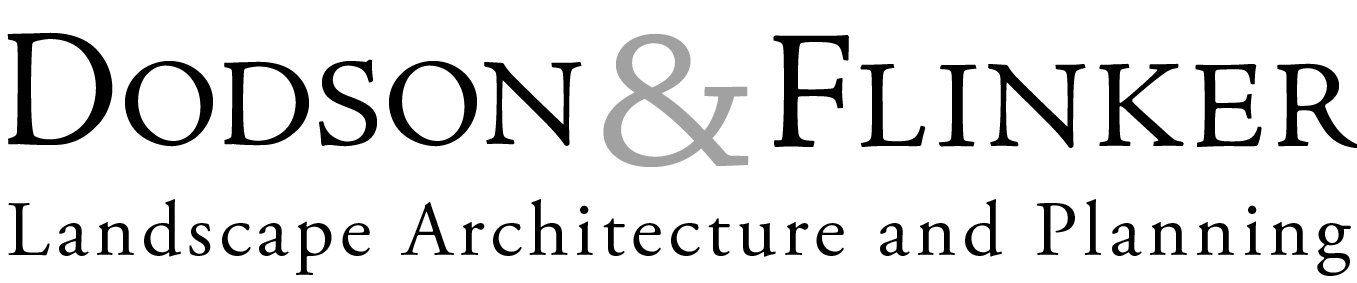 DODSON & FLINKER
Landscape Architecture and Planning